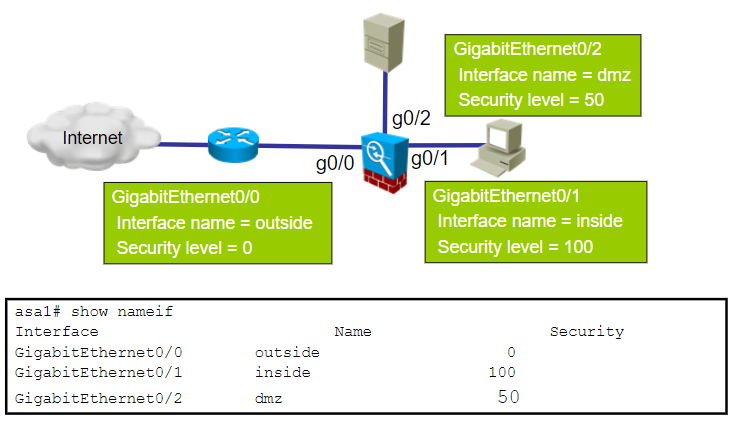 GigabitEthernet0/2
Interface name = dmz
Security level = 50
Internet
g0/2
g0/0
g0/1
GigabitEthernet0/0
Interface name = outside
Security level = 0
GigabitEthernet0/1
Interface name = inside
Security level = 100
asa1# show nameif
Interface Name Security
GigabitEthernet0/0 outside 0
GigabitEthernet0/1 inside 100
GigabitEthernet0/2 dmz 50